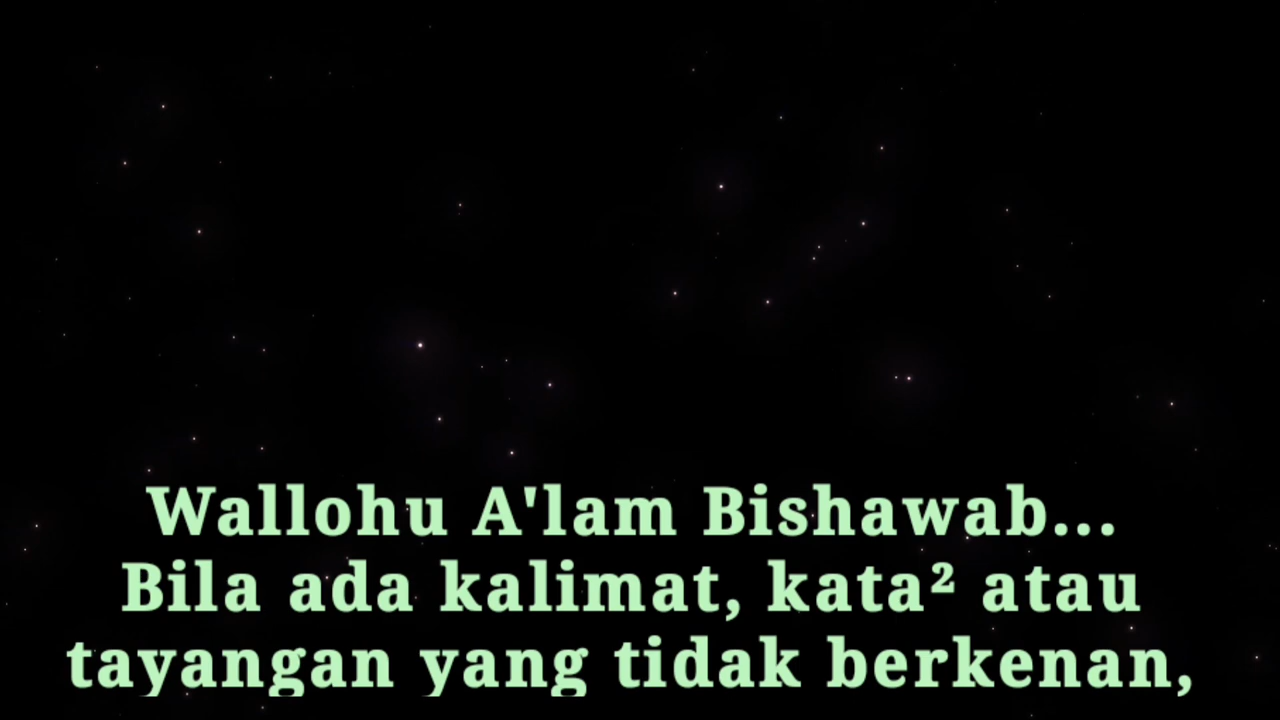 Wallohu A'lam Bishawab...
Bila ada kalimat, kata² atau
tayangan yang tidak berkenan,